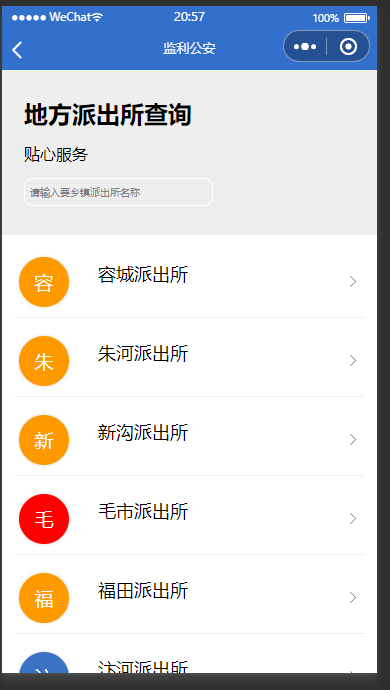 WeChat
20:57
100%
监利公安
地方派出所查询
贴心服务
请输入要乡镇派出所名称
容
容城派出所
朱
朱河派出所
新
新沟派出所
毛
毛市派出所
福
福田派出所
汴河派出所